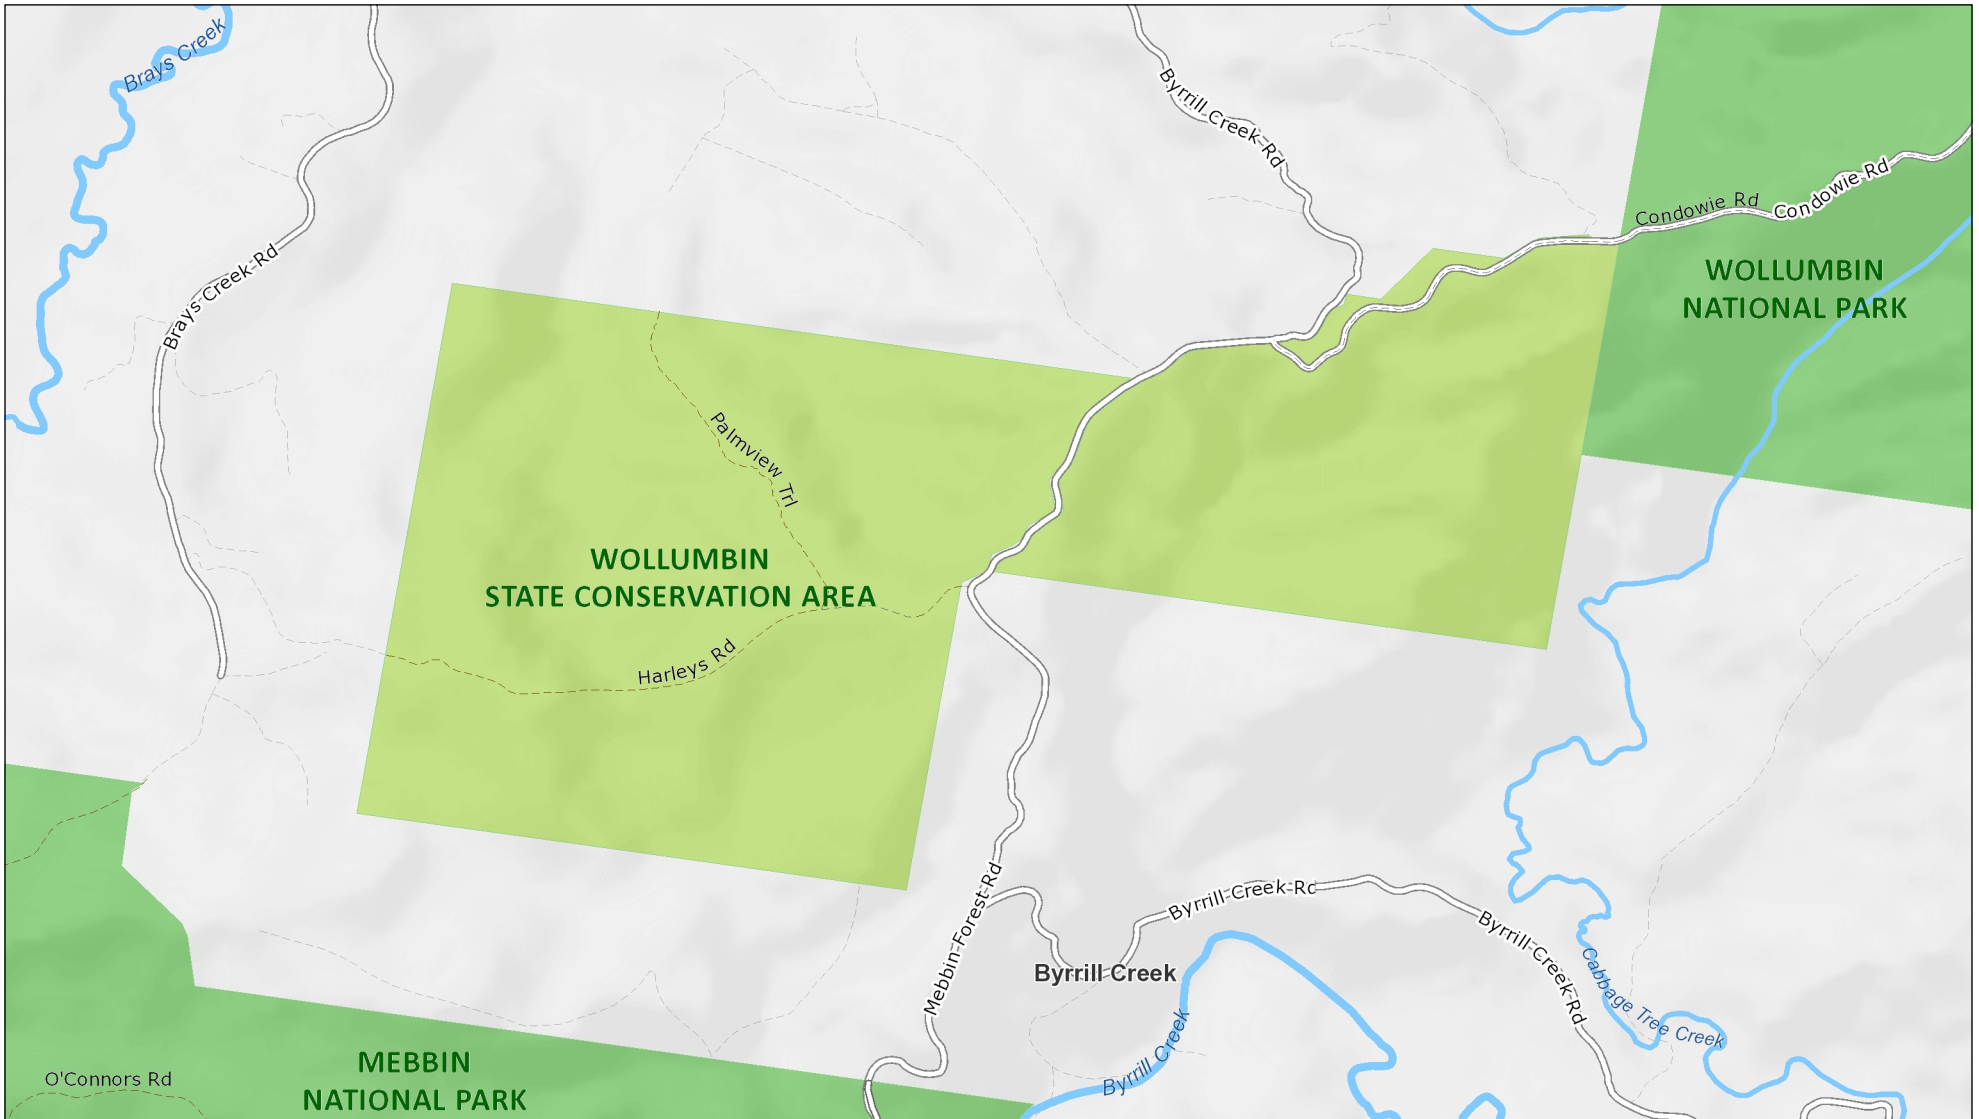 Brays Creek
Byrrill Creek Rd
Condowie Rd
Condowie Rd
Brays Creek Rd
WOLLUMBIN
NATIONAL PARK
Palmview Trl
WOLLUMBIN
STATE CONSERVATION AREA
Harleys Rd
Mebbin Forest Rd
Byrrill Creek Rd
Byrrill Creek Rd
Byrrill Creek
Cabbage Tree Creek
Byrrill Creek
MEBBIN
NATIONAL PARK
O'Connors Rd